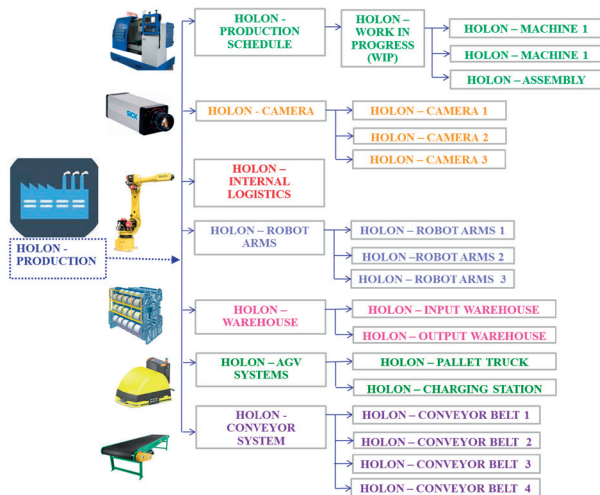 HOLON -
PRODUCTION
SCHEDULE
HOLON –
WORK IN
PROGRESS
(WIP)
HOLON – MACHINE 1
HOLON – MACHINE 1
HOLON – ASSEMBLY
SICK
HOLON - CAMERA
HOLON – CAMERA 1
HOLON – CAMERA 2
HOLON – CAMERA 3
HOLON –
INTERNAL
LOGISTICS
HOLON -
PRODUCTION
HOLON – ROBOT
ARMS
HOLON – ROBOT ARMS 1
HOLON –ROBOT ARMS 2
HOLON –ROBOT ARMS 3
HOLON –
WAREHOUSE
HOLON – INPUT WAREHOUSE
HOLON – OUTPUT WAREHOUSE
HOLON – AGV
SYSTEMS
HOLON – PALLET TRUCK
HOLON – CHARGING STATION
HOLON -
CONVEYOR
SYSTEM
HOLON – CONVEYOR BELT 1
HOLON – CONVEYOR BELT 2
HOLON – CONVEYOR BELT 3
HOLON – CONVEYOR BELT 4